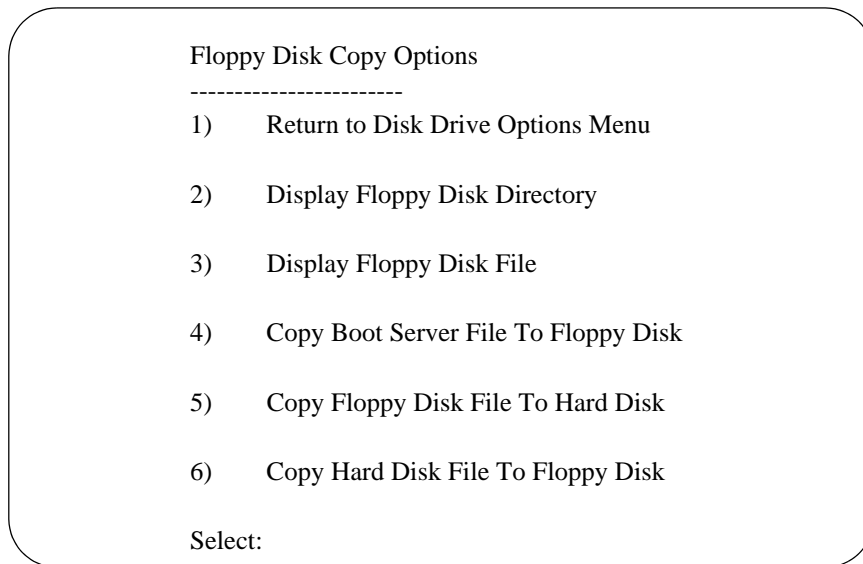 Floppy Disk Copy Options
------------------------
1) Return to Disk Drive Options Menu
2) Display Floppy Disk Directory
3) Display Floppy Disk File
4) Copy Boot Server File To Floppy Disk
5) Copy Floppy Disk File To Hard Disk
6) Copy Hard Disk File To Floppy Disk
Select: